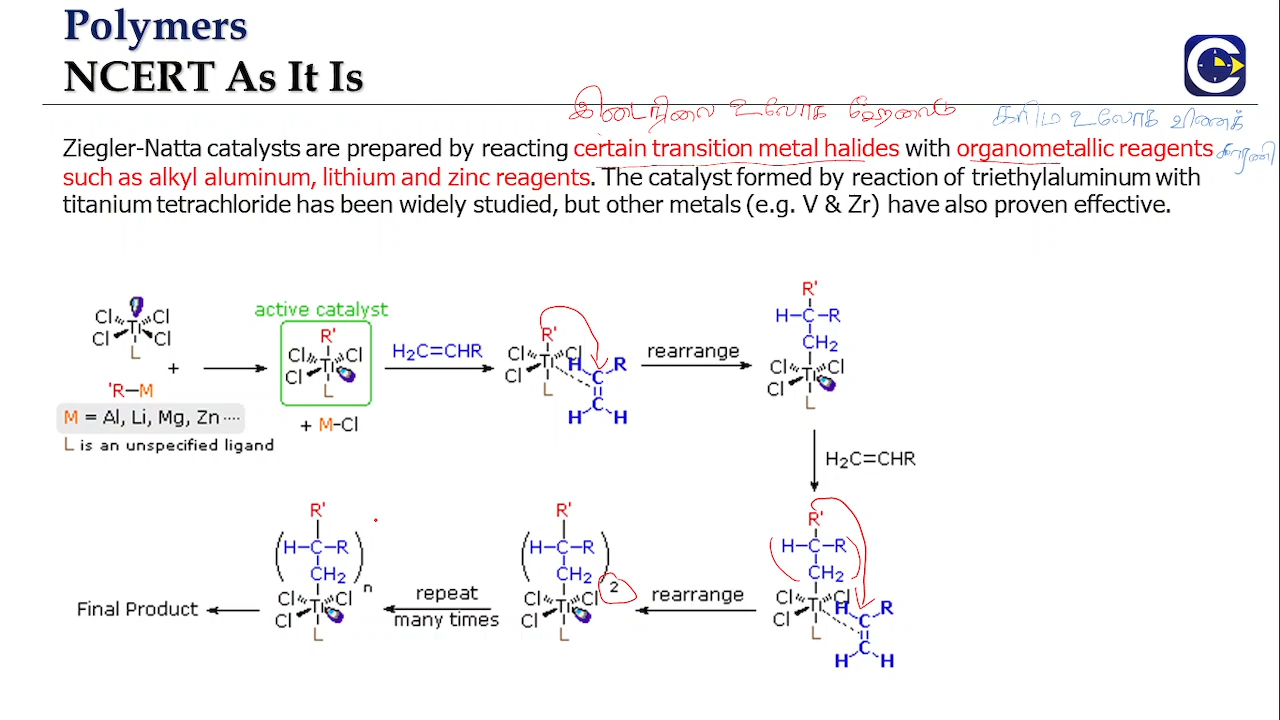 Polymers
NCERT As It Is
இடைநிலை உலோக ஹேலைடு
கரிம உலோக வினைக்
காரணி
Ziegler-Natta catalysts are prepared by reacting certain transition metal halides with organometallic reagents
such as alkyl aluminum, lithium and zinc reagents. The catalyst formed by reaction of triethylaluminum with
titanium tetrachloride has been widely studied, but other metals (e.g. V & Zr) have also proven effective.
Cl Cl
Cl Ti Cl
L
+
'R–M
M = Al, Li, Mg, Zn ····
L is an unspecified ligand
active catalyst
R'
Cl Cl
Cl Ti
L
+ M–Cl
H₂C=CHR
R'
Cl Cl
Cl Ti
L
H R
C
C
H H
rearrange
R'
H–C–R
CH₂
Cl Cl
Cl Ti
L
H₂C=CHR
R'
H–C–R
CH₂
Cl Cl
Cl Ti
L
H R
C
C
H H
rearrange
R'
H–C–R
CH₂
2
Cl Cl
Cl Ti
L
repeat
many times
R'
H–C–R
CH₂
n
Cl Cl
Cl Ti
L
Final Product